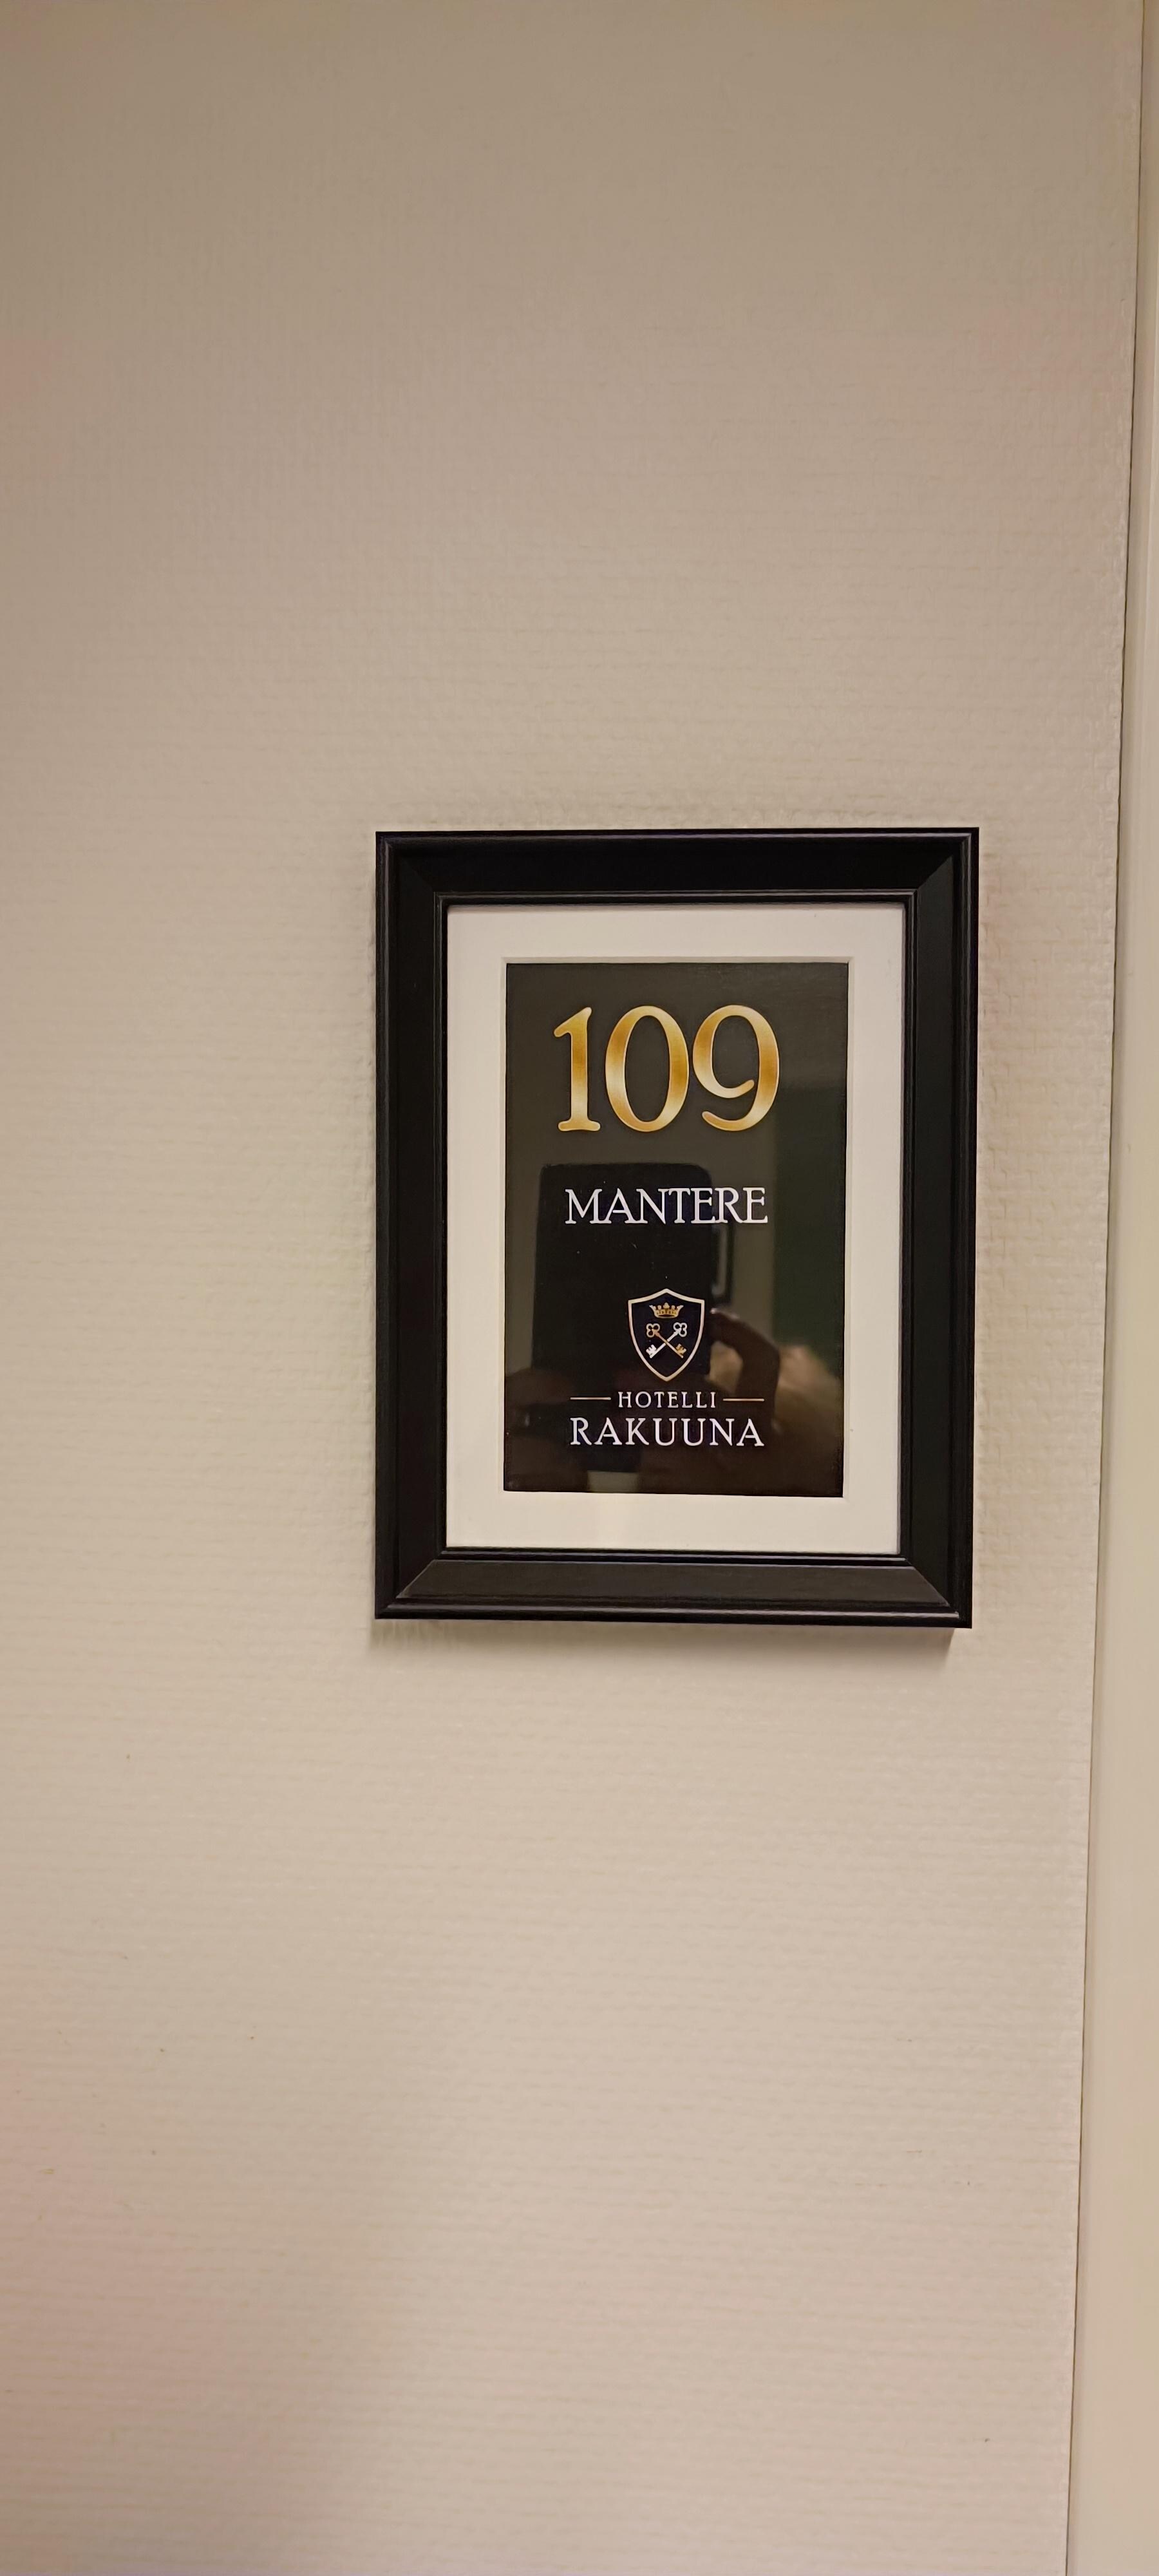 109
MANTERE
HOTELLI
RAKUUNA